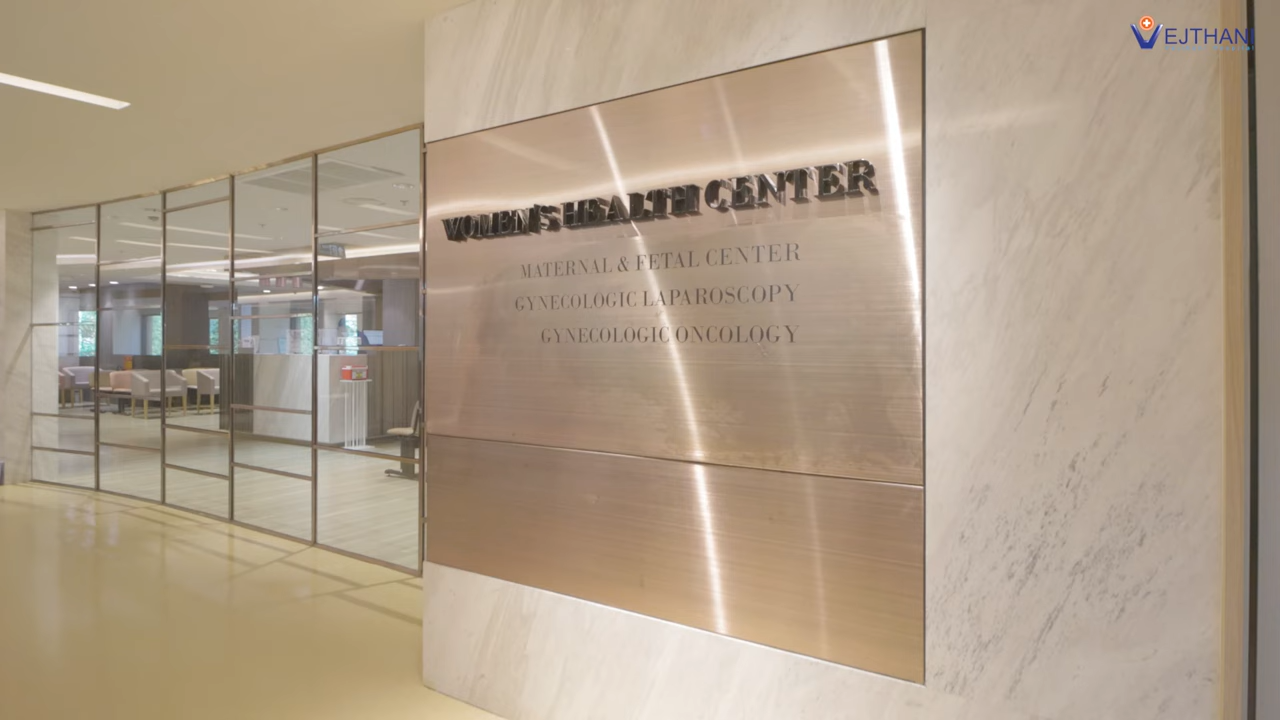 VEJTHANI
WOMEN'S HEALTH CENTER
MATERNAL & FETAL CENTER
GYNECOLOGIC LAPAROSCOPY
GYNECOLOGIC ONCOLOGY